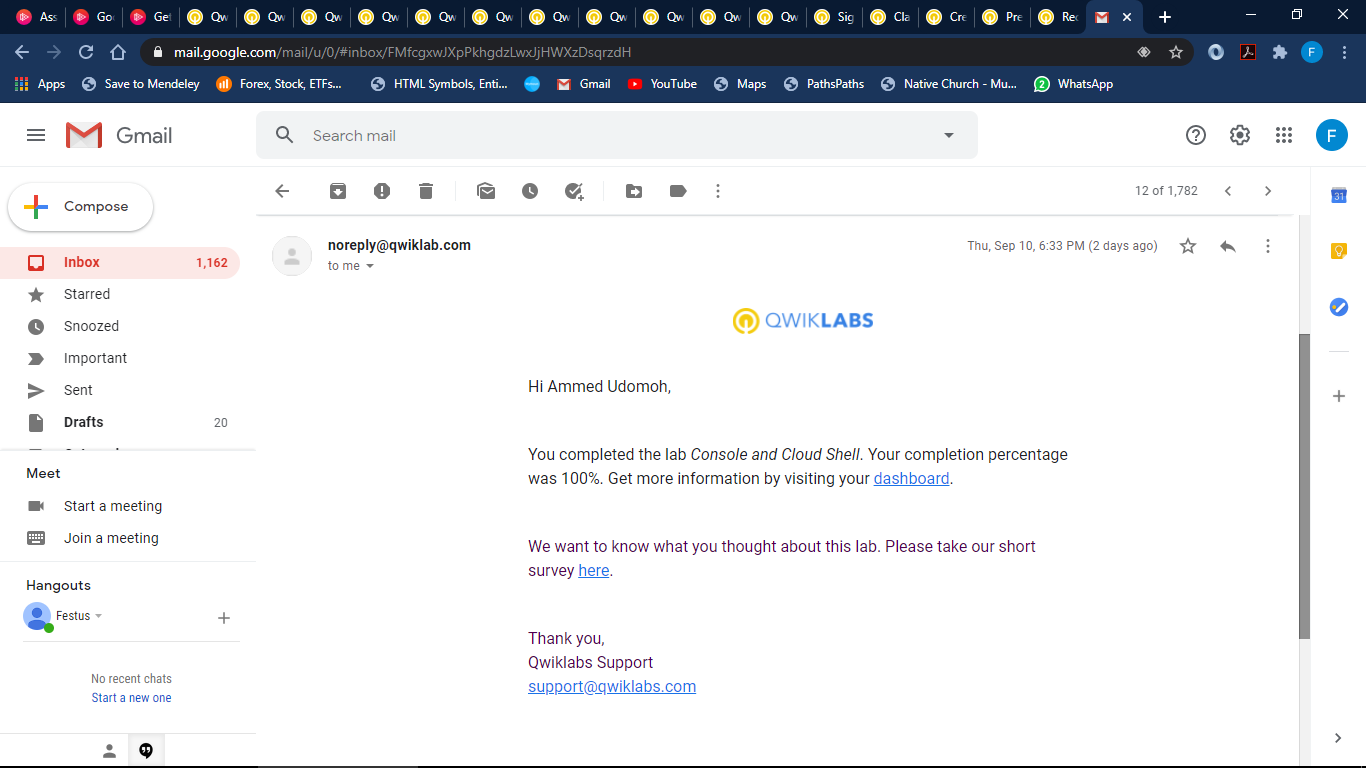 Ass
Goo
Get
Qw
Qw
Qw
Qw
Qw
Qw
Qw
Qw
Qw
Qw
Qw
Sig
Cla
Cre
Pre
Rec
mail.google.com/mail/u/0/#inbox/FMfcgxwJXpPkhgdzLwxJjHWXzDsqrzdH
F
Apps
Save to Mendeley
Forex, Stock, ETFs...
HTML Symbols, Enti...
Gmail
YouTube
Maps
PathsPaths
Native Church - Mu...
2
WhatsApp
Gmail
Search mail
F
Compose
12 of 1,782
31
Inbox 1,162
Starred
Snoozed
Important
Sent
Drafts 20
Meet
Start a meeting
Join a meeting
Hangouts
Festus
No recent chats
Start a new one
noreply@qwiklab.com
Thu, Sep 10, 6:33 PM (2 days ago)
to me
QWIKLABS
Hi Ammed Udomoh,
You completed the lab Console and Cloud Shell. Your completion percentage
was 100%. Get more information by visiting your dashboard.
We want to know what you thought about this lab. Please take our short
survey here.
Thank you,
Qwiklabs Support
support@qwiklabs.com